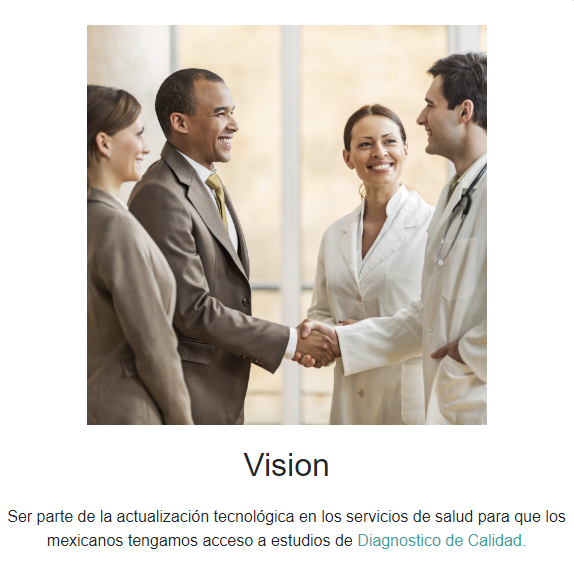 Vision
Ser parte de la actualización tecnológica en los servicios de salud para que los
mexicanos tengamos acceso a estudios de Diagnostico de Calidad.